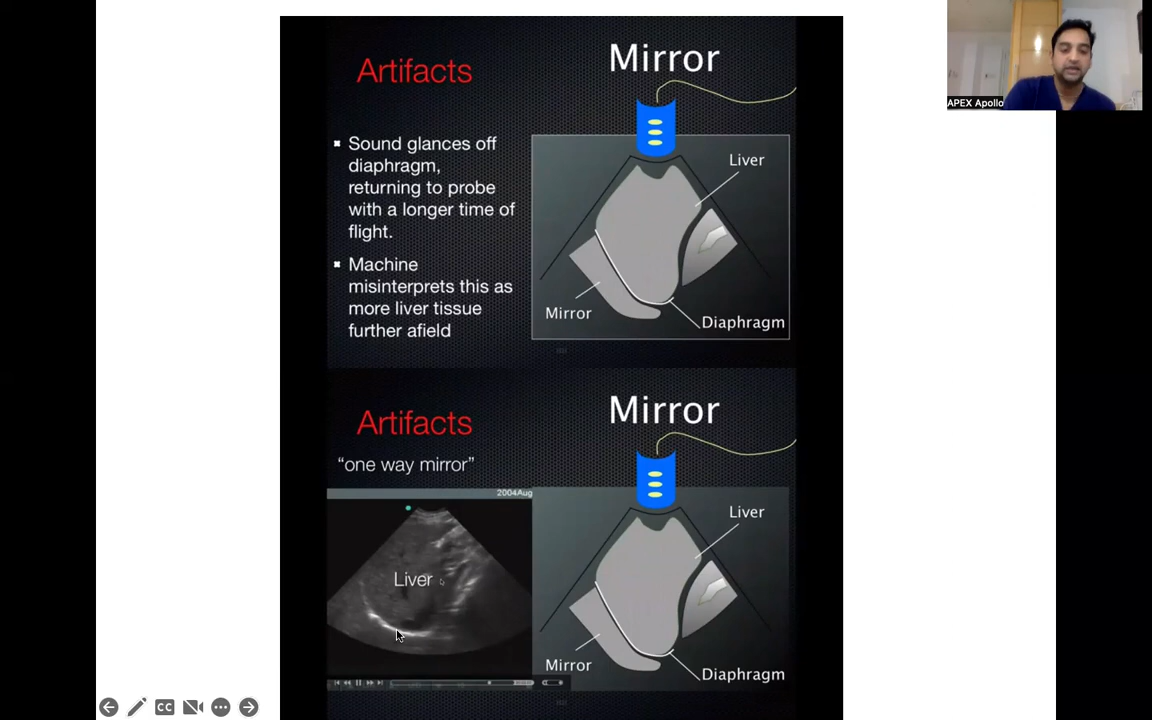 Artifacts
Mirror
Sound glances off
diaphragm,
returning to probe
with a longer time of
flight.
Machine
misinterprets this as
more liver tissue
further afield
Liver
Mirror
Diaphragm
Artifacts
Mirror
“one way mirror”
2004Aug
Liver
Liver
Mirror
Diaphragm
APEX Apollo
CC